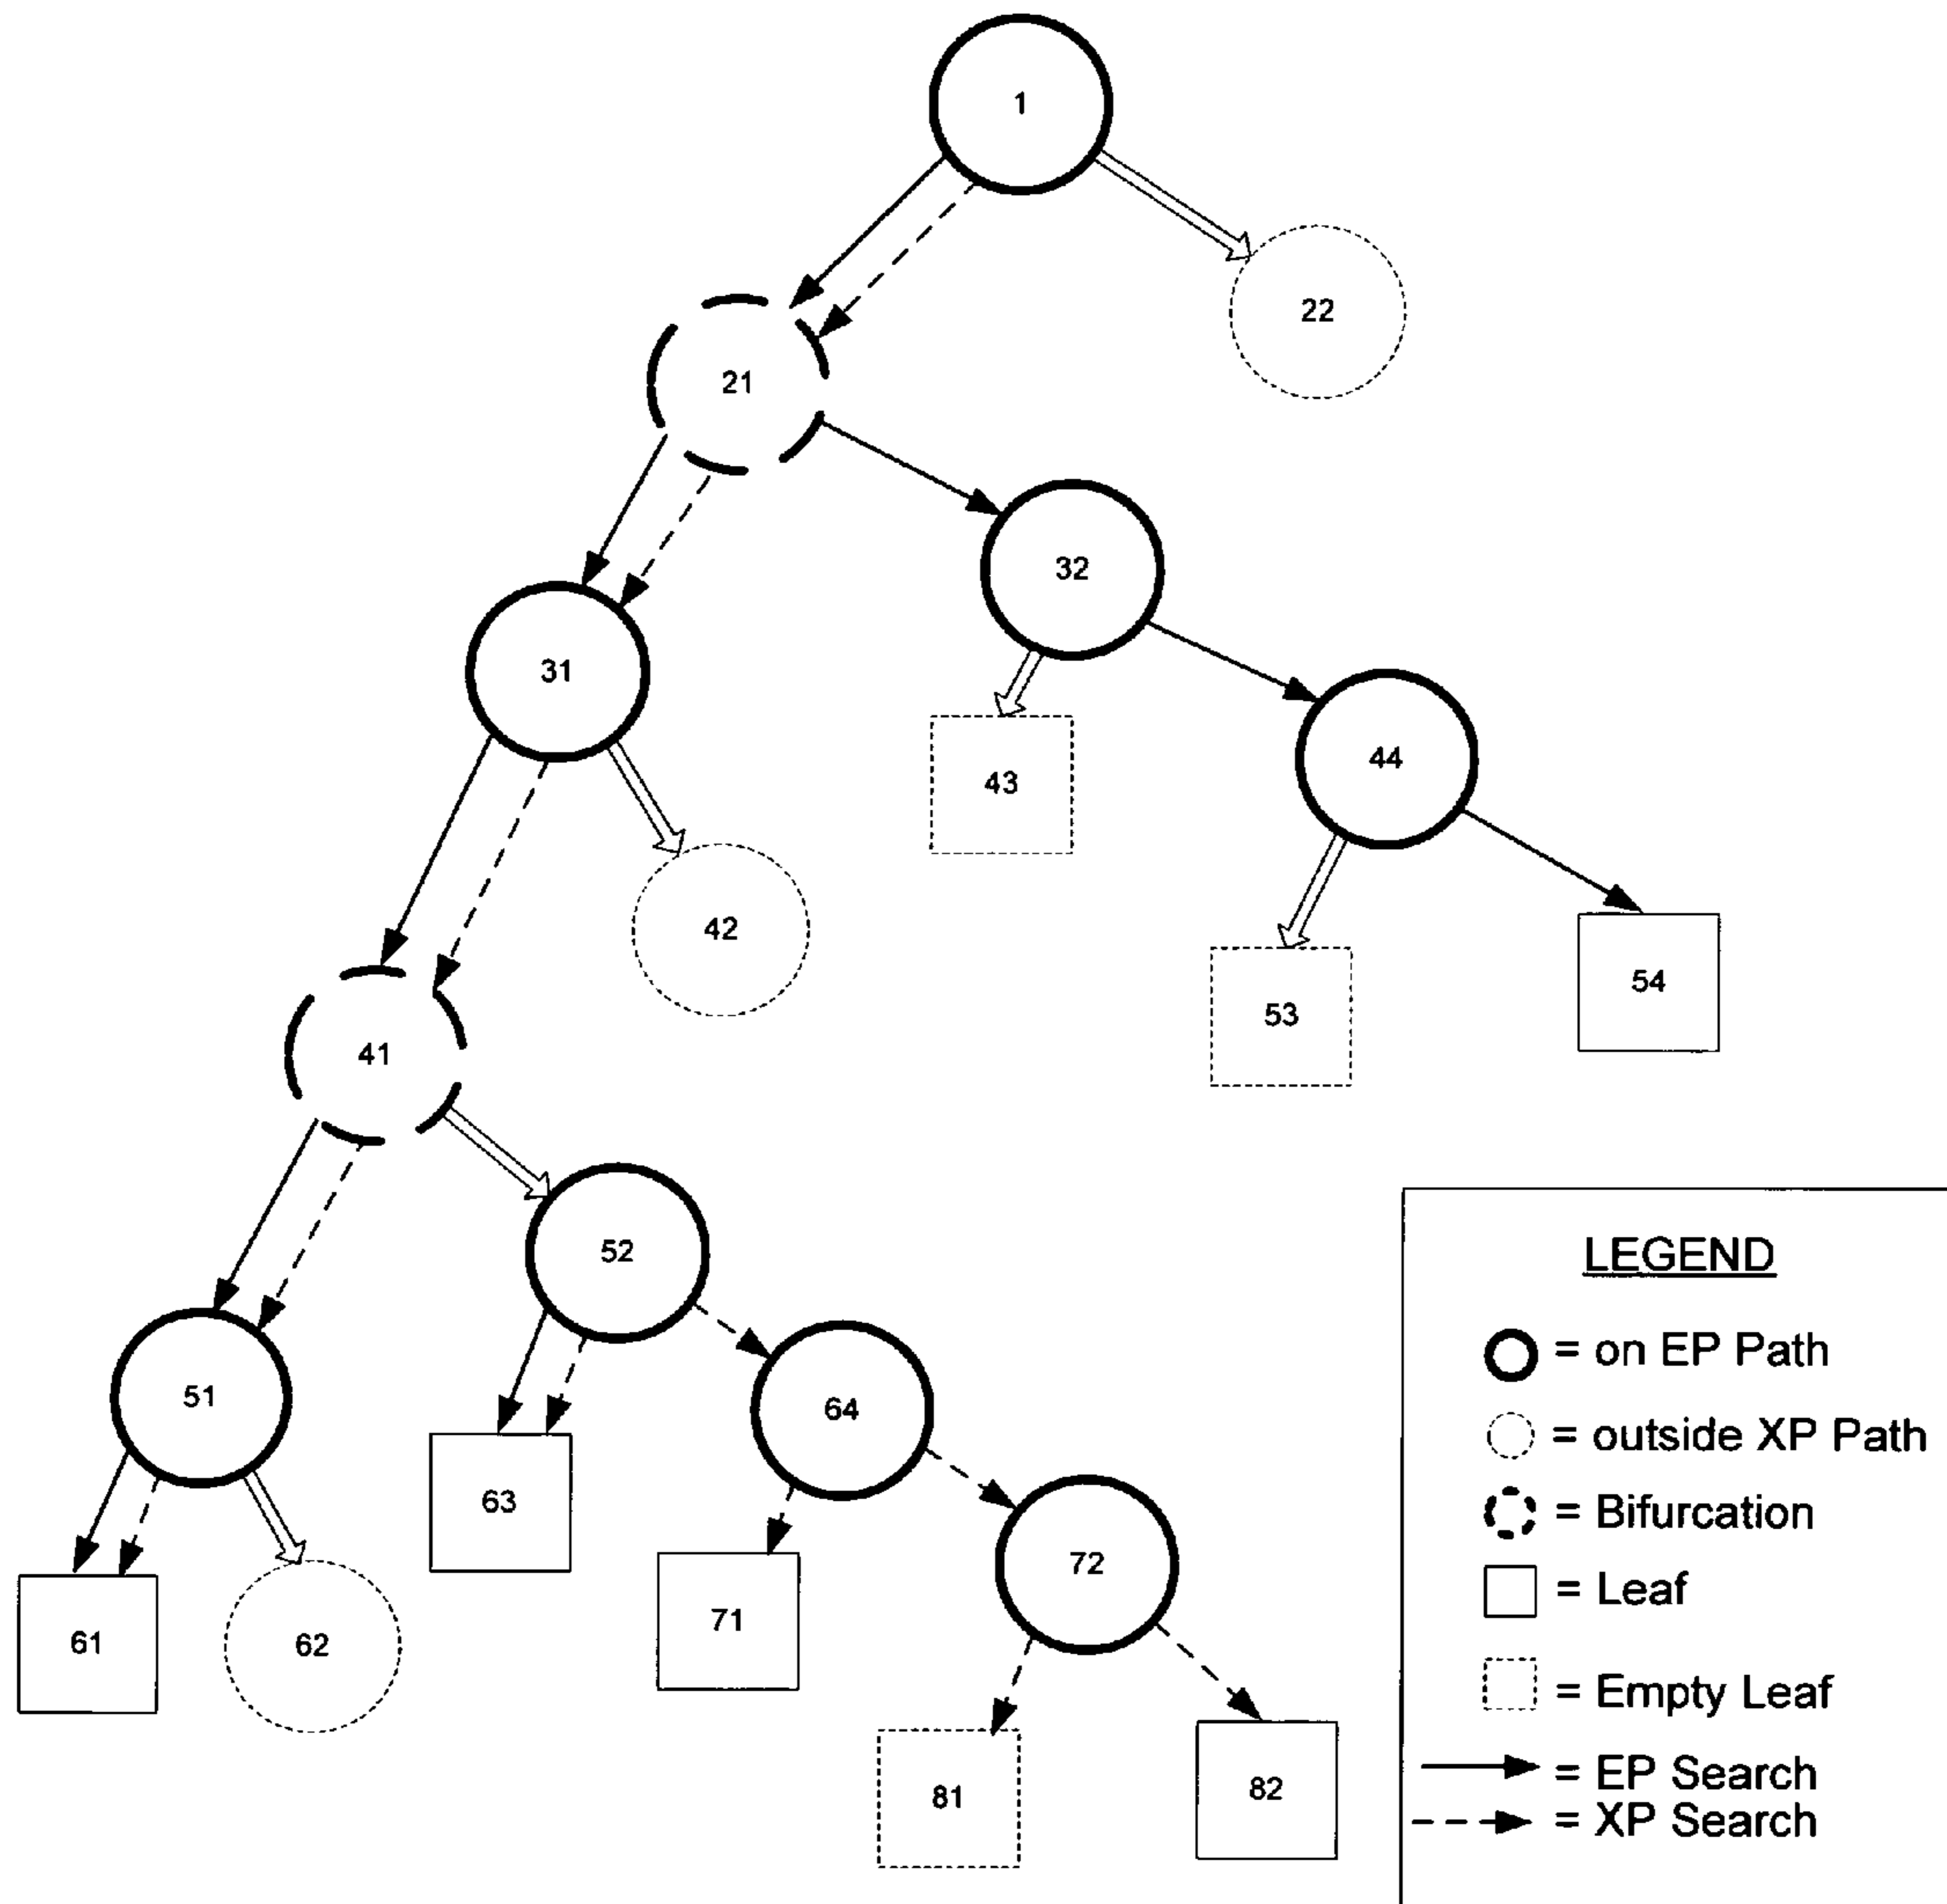 1
22
21
32
31
44
43
42
54
53
41
52
51
64
63
72
71
61
62
81
82
LEGEND
= on EP Path
= outside XP Path
= Bifurcation
= Leaf
= Empty Leaf
= EP Search
= XP Search